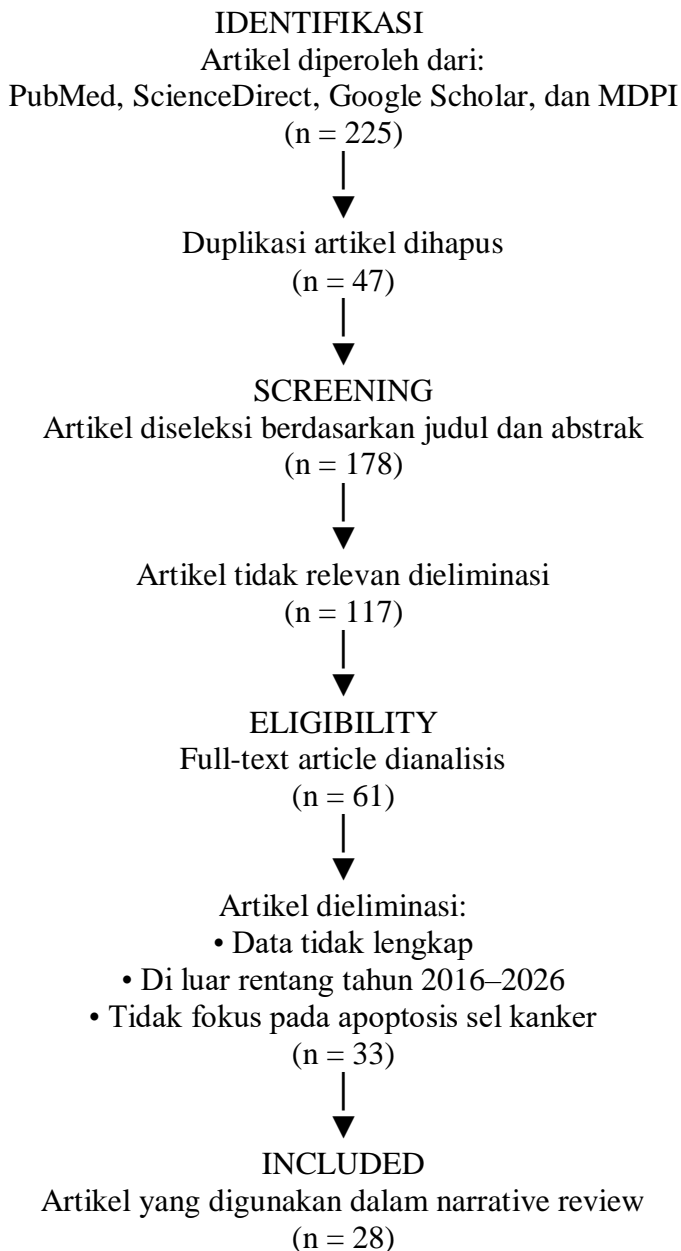 IDENTIFIKASI
Artikel diperoleh dari:
PubMed, ScienceDirect, Google Scholar, dan MDPI
(n = 225)
Duplikasi artikel dihapus
(n = 47)
SCREENING
Artikel diseleksi berdasarkan judul dan abstrak
(n = 178)
Artikel tidak relevan dieliminasi
(n = 117)
ELIGIBILITY
Full-text article dianalisis
(n = 61)
Artikel dieliminasi:
• Data tidak lengkap
• Di luar rentang tahun 2016–2026
• Tidak fokus pada apoptosis sel kanker
(n = 33)
INCLUDED
Artikel yang digunakan dalam narrative review
(n = 28)